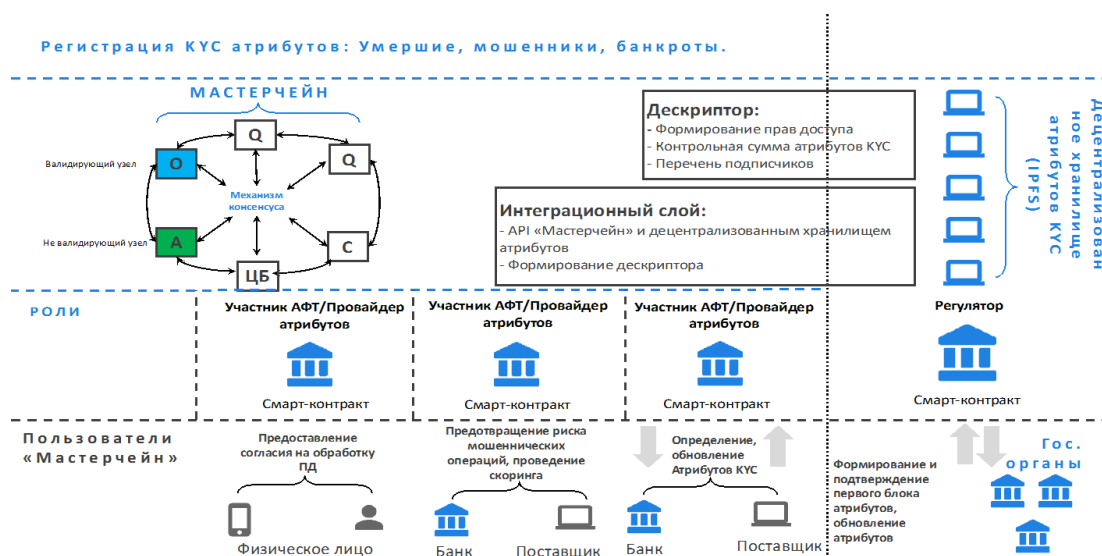 Регистрация KYC атрибутов: Умершие, мошенники, банкроты.
МАСТЕРЧЕЙН
Q
Валидирующий узел
O
Q
Механизм
консенсуса
Не валидирующий узел
A
C
ЦБ
Дескриптор:
- Формирование прав доступа
- Контрольная сумма атрибутов KYC
- Перечень подписчиков
Интеграционный слой:
- API «Мастерчейн» и децентрализованным хранилищем
атрибутов
- Формирование дескриптора
Децентрализован
ное хранилище
атрибутов KYC
(IPFS)
РОЛИ
Участник АФТ/Провайдер
атрибутов
Смарт-контракт
Участник АФТ/Провайдер
атрибутов
Смарт-контракт
Участник АФТ/Провайдер
атрибутов
Смарт-контракт
Регулятор
Смарт-контракт
Пользователи
«Мастерчейн»
Предоставление
согласия на обработку
ПД
Физическое лицо
Предотвращение риска
мошеннических
операций, проведение
скоринга
Банк
Поставщик
Определение,
обновление
Атрибутов KYC
Банк
Поставщик
Формирование и
подтверждение
первого блока
атрибутов,
обновление
атрибутов
Гос.
органы